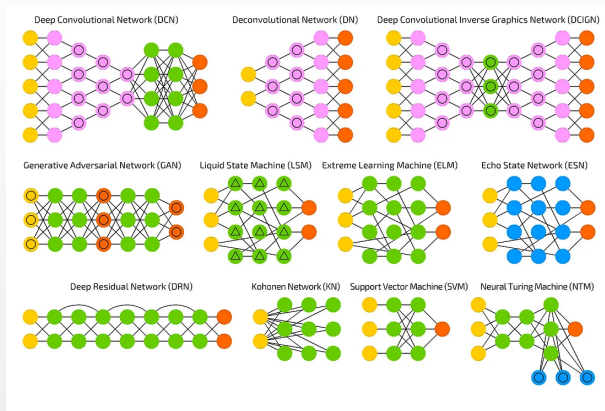 Deep Convolutional Network (DCN)
Deconvolutional Network (DN)
Deep Convolutional Inverse Graphics Network (DCIGN)
Generative Adversarial Network (GAN)
Liquid State Machine (LSM)
Extreme Learning Machine (ELM)
Echo State Network (ESN)
Deep Residual Network (DRN)
Kohonen Network (KN)
Support Vector Machine (SVM)
Neural Turing Machine (NTM)